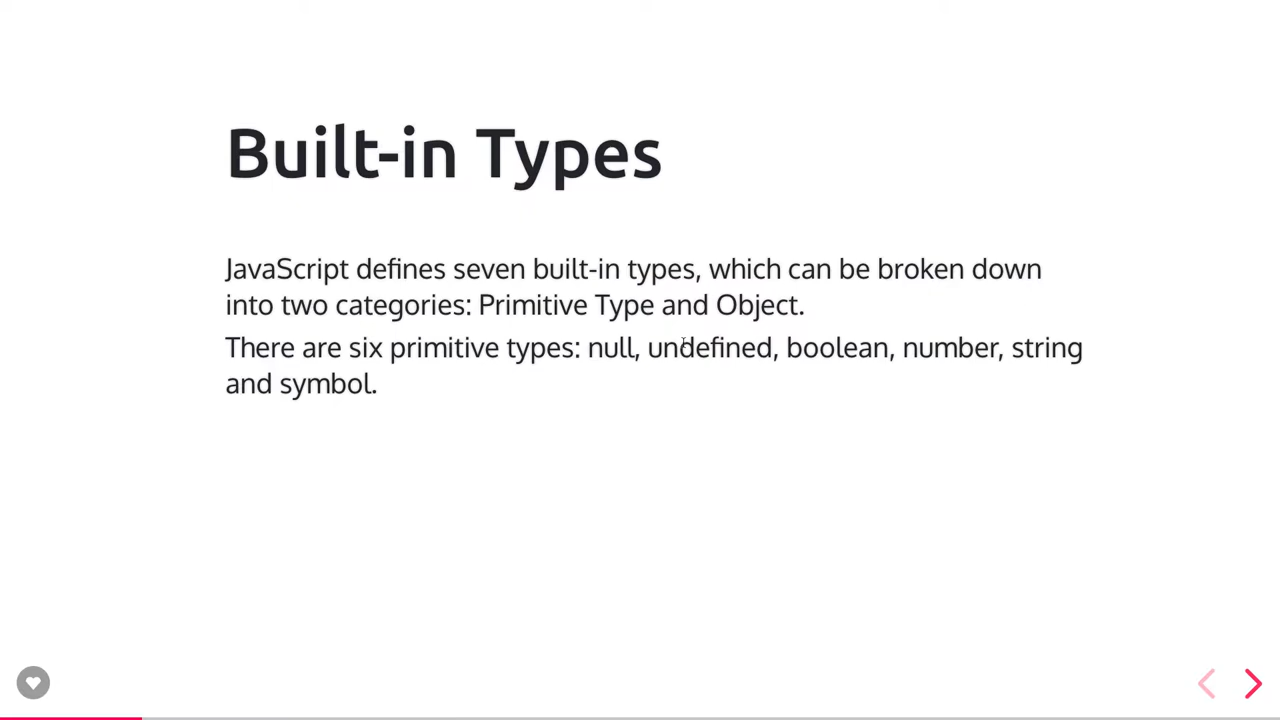 Built-in Types
JavaScript defines seven built-in types, which can be broken down
into two categories: Primitive Type and Object.
There are six primitive types: null, undefined, boolean, number, string
and symbol.